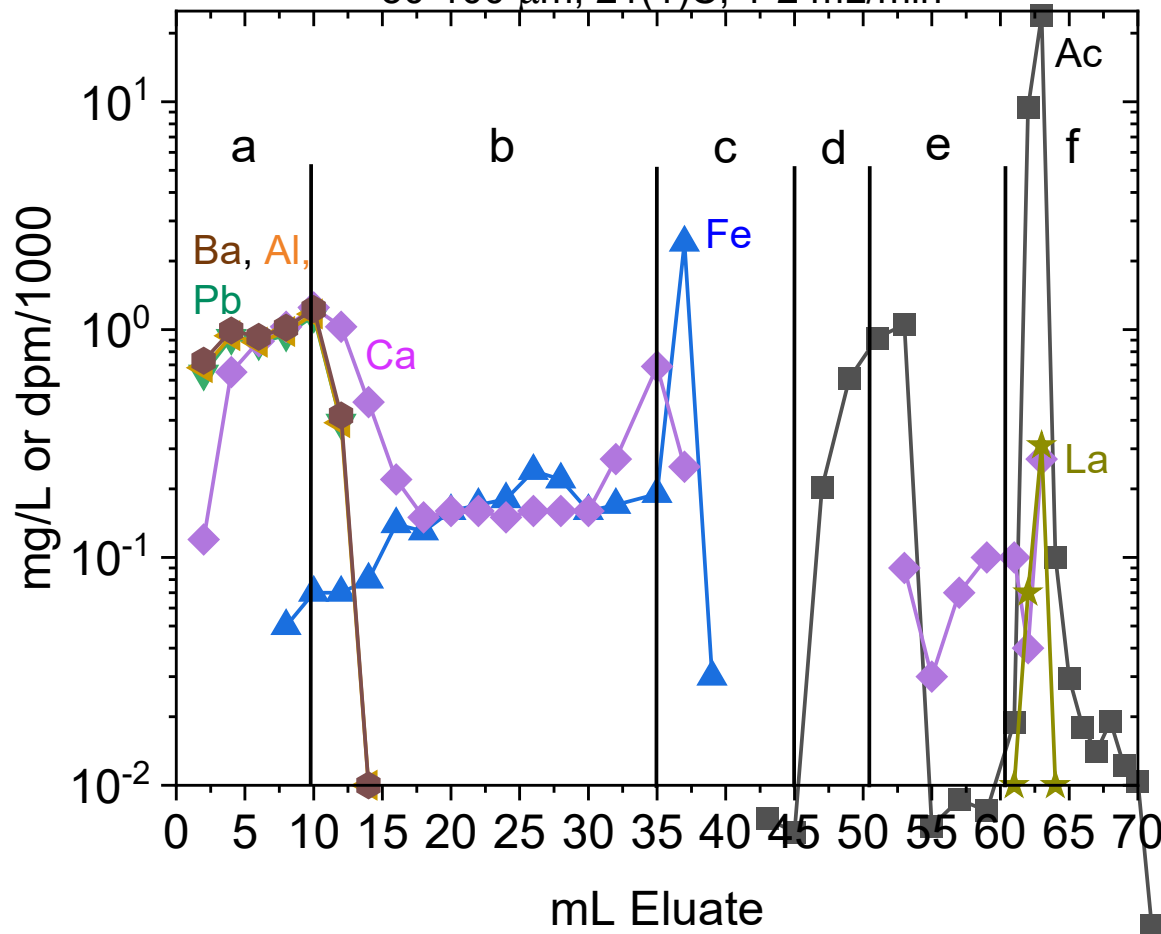 10¹
10⁰
10⁻¹
10⁻²
mg/L or dpm/1000
a b c d e f
Ac
Ba, Al,
Pb
Ca
Fe
La
0 5 10 15 20 25 30 35 40 45 50 55 60 65 70
mL Eluate